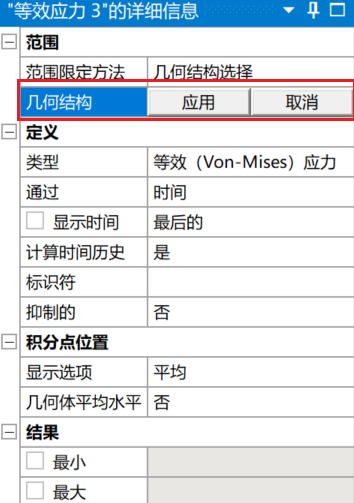 "等效应力 3"的详细信息
范围
范围限定方法 几何结构选择
几何结构 应用 取消
定义
类型 等效（Von-Mises）应力
通过 时间
显示时间 最后的
计算时间历史 是
标识符
抑制的 否
积分点位置
显示选项 平均
几何体平均水平 否
结果
最小
最大